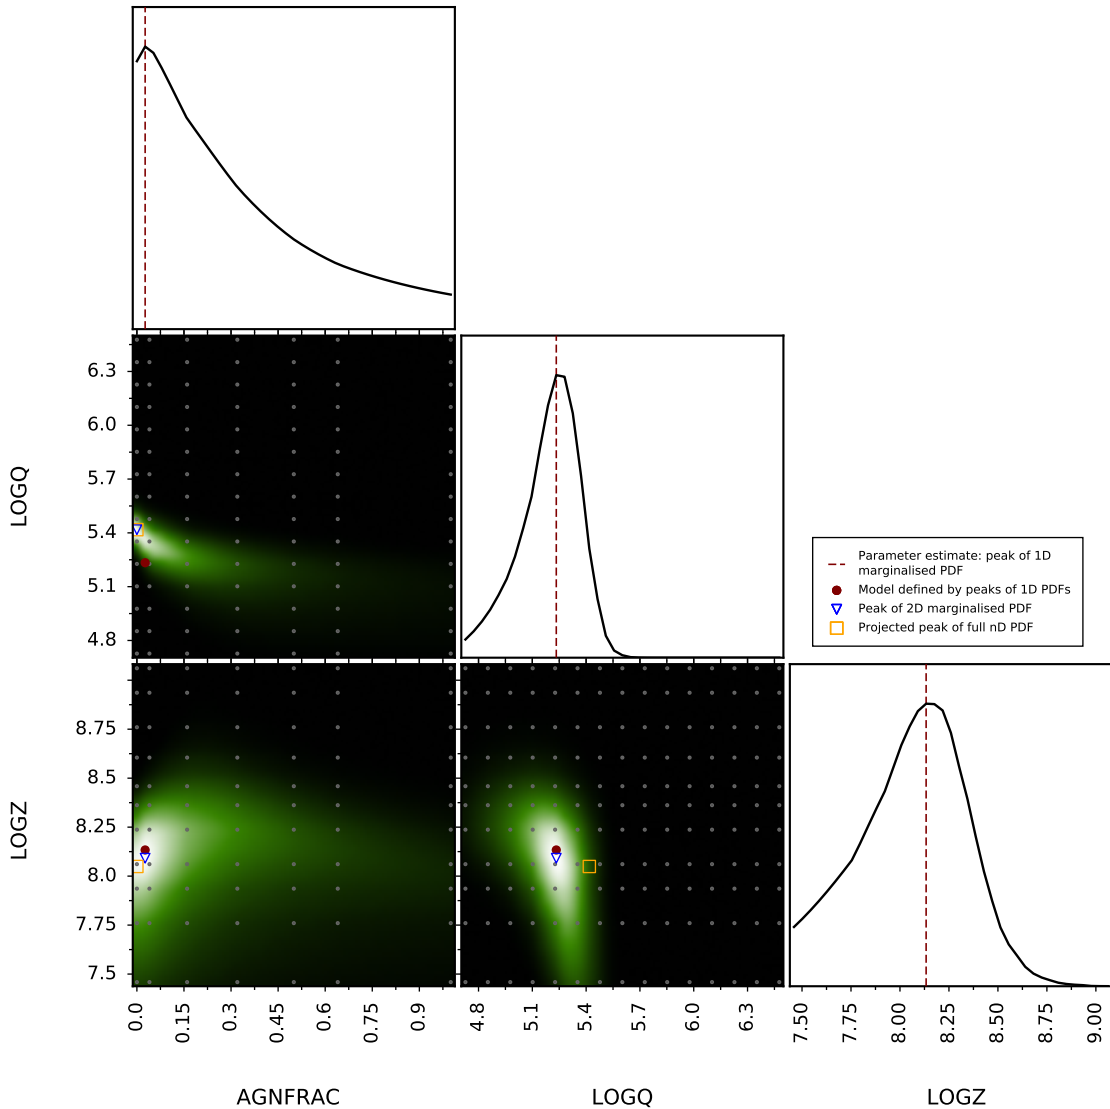 LOGQ
6.3
6.0
5.7
5.4
5.1
4.8
Parameter estimate: peak of 1D
marginalised PDF
Model defined by peaks of 1D PDFs
Peak of 2D marginalised PDF
Projected peak of full nD PDF
LOGZ
8.75
8.5
8.25
8.0
7.75
7.5
0.0 0.15 0.3 0.45 0.6 0.75 0.9
4.8 5.1 5.4 5.7 6.0 6.3
7.50 7.75 8.00 8.25 8.50 8.75 9.00
AGNFRAC LOGQ LOGZ